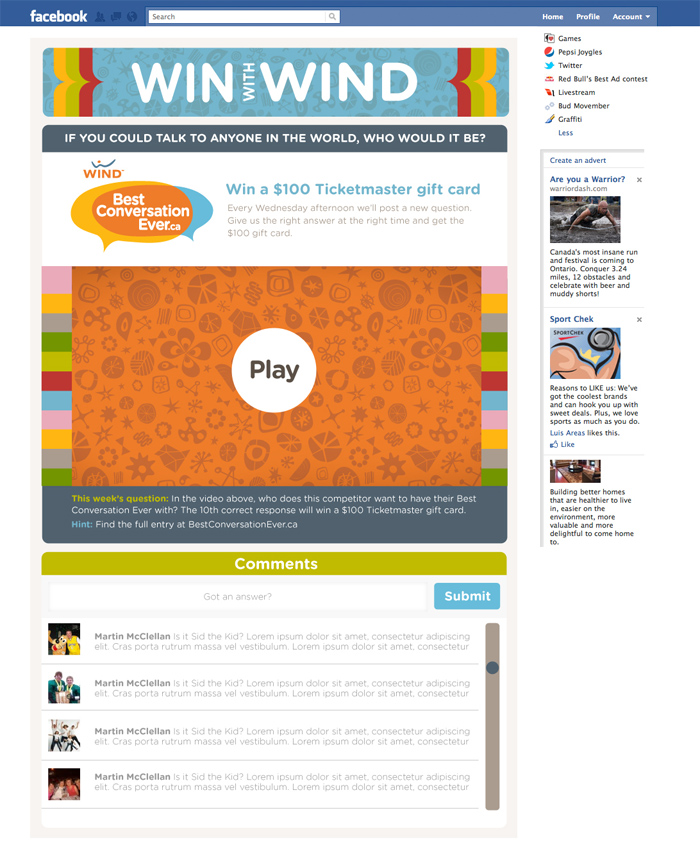 facebook
Search
Home Profile Account
WIN WITH WIND
IF YOU COULD TALK TO ANYONE IN THE WORLD, WHO WOULD IT BE?
WIND
Best
Conversation
Ever.ca
Win a $100 Ticketmaster gift card
Every Wednesday afternoon we'll post a new question.
Give us the right answer at the right time and get the
$100 gift card.
Play
This week's question: In the video above, who does this competitor want to have their Best
Conversation Ever with? The 10th correct response will win a $100 Ticketmaster gift card.
Hint: Find the full entry at BestConversationEver.ca
Comments
Got an answer?
Submit
Martin McClellan Is it Sid the Kid? Lorem ipsum dolor sit amet, consectetur adipiscing
elit. Cras porta rutrum massa vel vestibulum. Lorem ipsum dolor sit amet, consectetur
Martin McClellan Is it Sid the Kid? Lorem ipsum dolor sit amet, consectetur adipiscing
elit. Cras porta rutrum massa vel vestibulum. Lorem ipsum dolor sit amet, consectetur
Martin McClellan Is it Sid the Kid? Lorem ipsum dolor sit amet, consectetur adipiscing
elit. Cras porta rutrum massa vel vestibulum. Lorem ipsum dolor sit amet, consectetur
Martin McClellan Is it Sid the Kid? Lorem ipsum dolor sit amet, consectetur adipiscing
elit. Cras porta rutrum massa vel vestibulum. Lorem ipsum dolor sit amet, consectetur
Games
Pepsi Joygles
Twitter
Red Bull's Best Ad contest
Livestream
Bud Movember
Graffiti
Less
Create an advert
Are you a Warrior?
warriordash.com
Canada's most insane run
and festival is coming to
Ontario. Conquer 3.24
miles, 12 obstacles and
celebrate with beer and
muddy shorts!
Sport Chek
SPORTCHEK
Reasons to LIKE us: We've
got the coolest brands
and can hook you up with
sweet deals. Plus, we love
sports as much as you do.
Luis Areas likes this.
Like
Building better homes
that are healthier to live
in, easier on the
environment, more
valuable and more
delightful to come home
to.